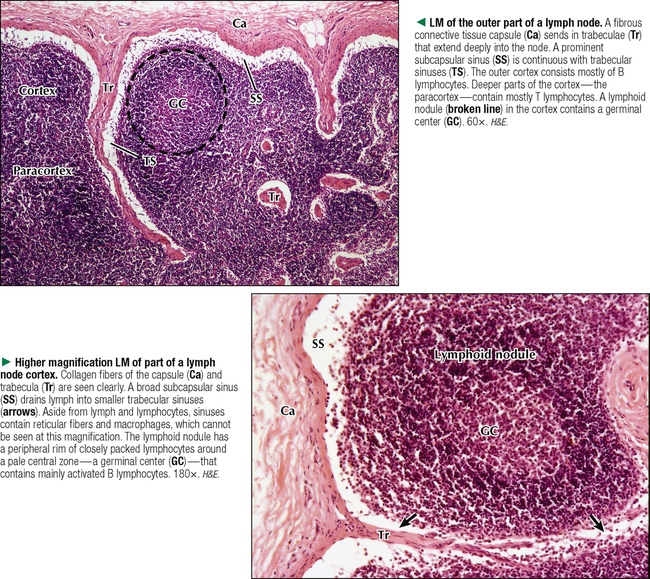 Ca
Tr
SS
GC
Cortex
TS
Paracortex
Tr
◄ LM of the outer part of a lymph node. A fibrous
connective tissue capsule (Ca) sends in trabeculae (Tr)
that extend deeply into the node. A prominent
subcapsular sinus (SS) is continuous with trabecular
sinuses (TS). The outer cortex consists mostly of B
lymphocytes. Deeper parts of the cortex—the
paracortex—contain mostly T lymphocytes. A lymphoid
nodule (broken line) in the cortex contains a germinal
center (GC). 60×. H&E.
► Higher magnification LM of part of a lymph
node cortex. Collagen fibers of the capsule (Ca) and
trabecula (Tr) are seen clearly. A broad subcapsular sinus
(SS) drains lymph into smaller trabecular sinuses
(arrows). Aside from lymph and lymphocytes, sinuses
contain reticular fibers and macrophages, which cannot
be seen at this magnification. The lymphoid nodule has
a peripheral rim of closely packed lymphocytes around
a pale central zone—a germinal center (GC)—that
contains mainly activated B lymphocytes. 180×. H&E.
SS
Lymphoid nodule
Ca
GC
Tr